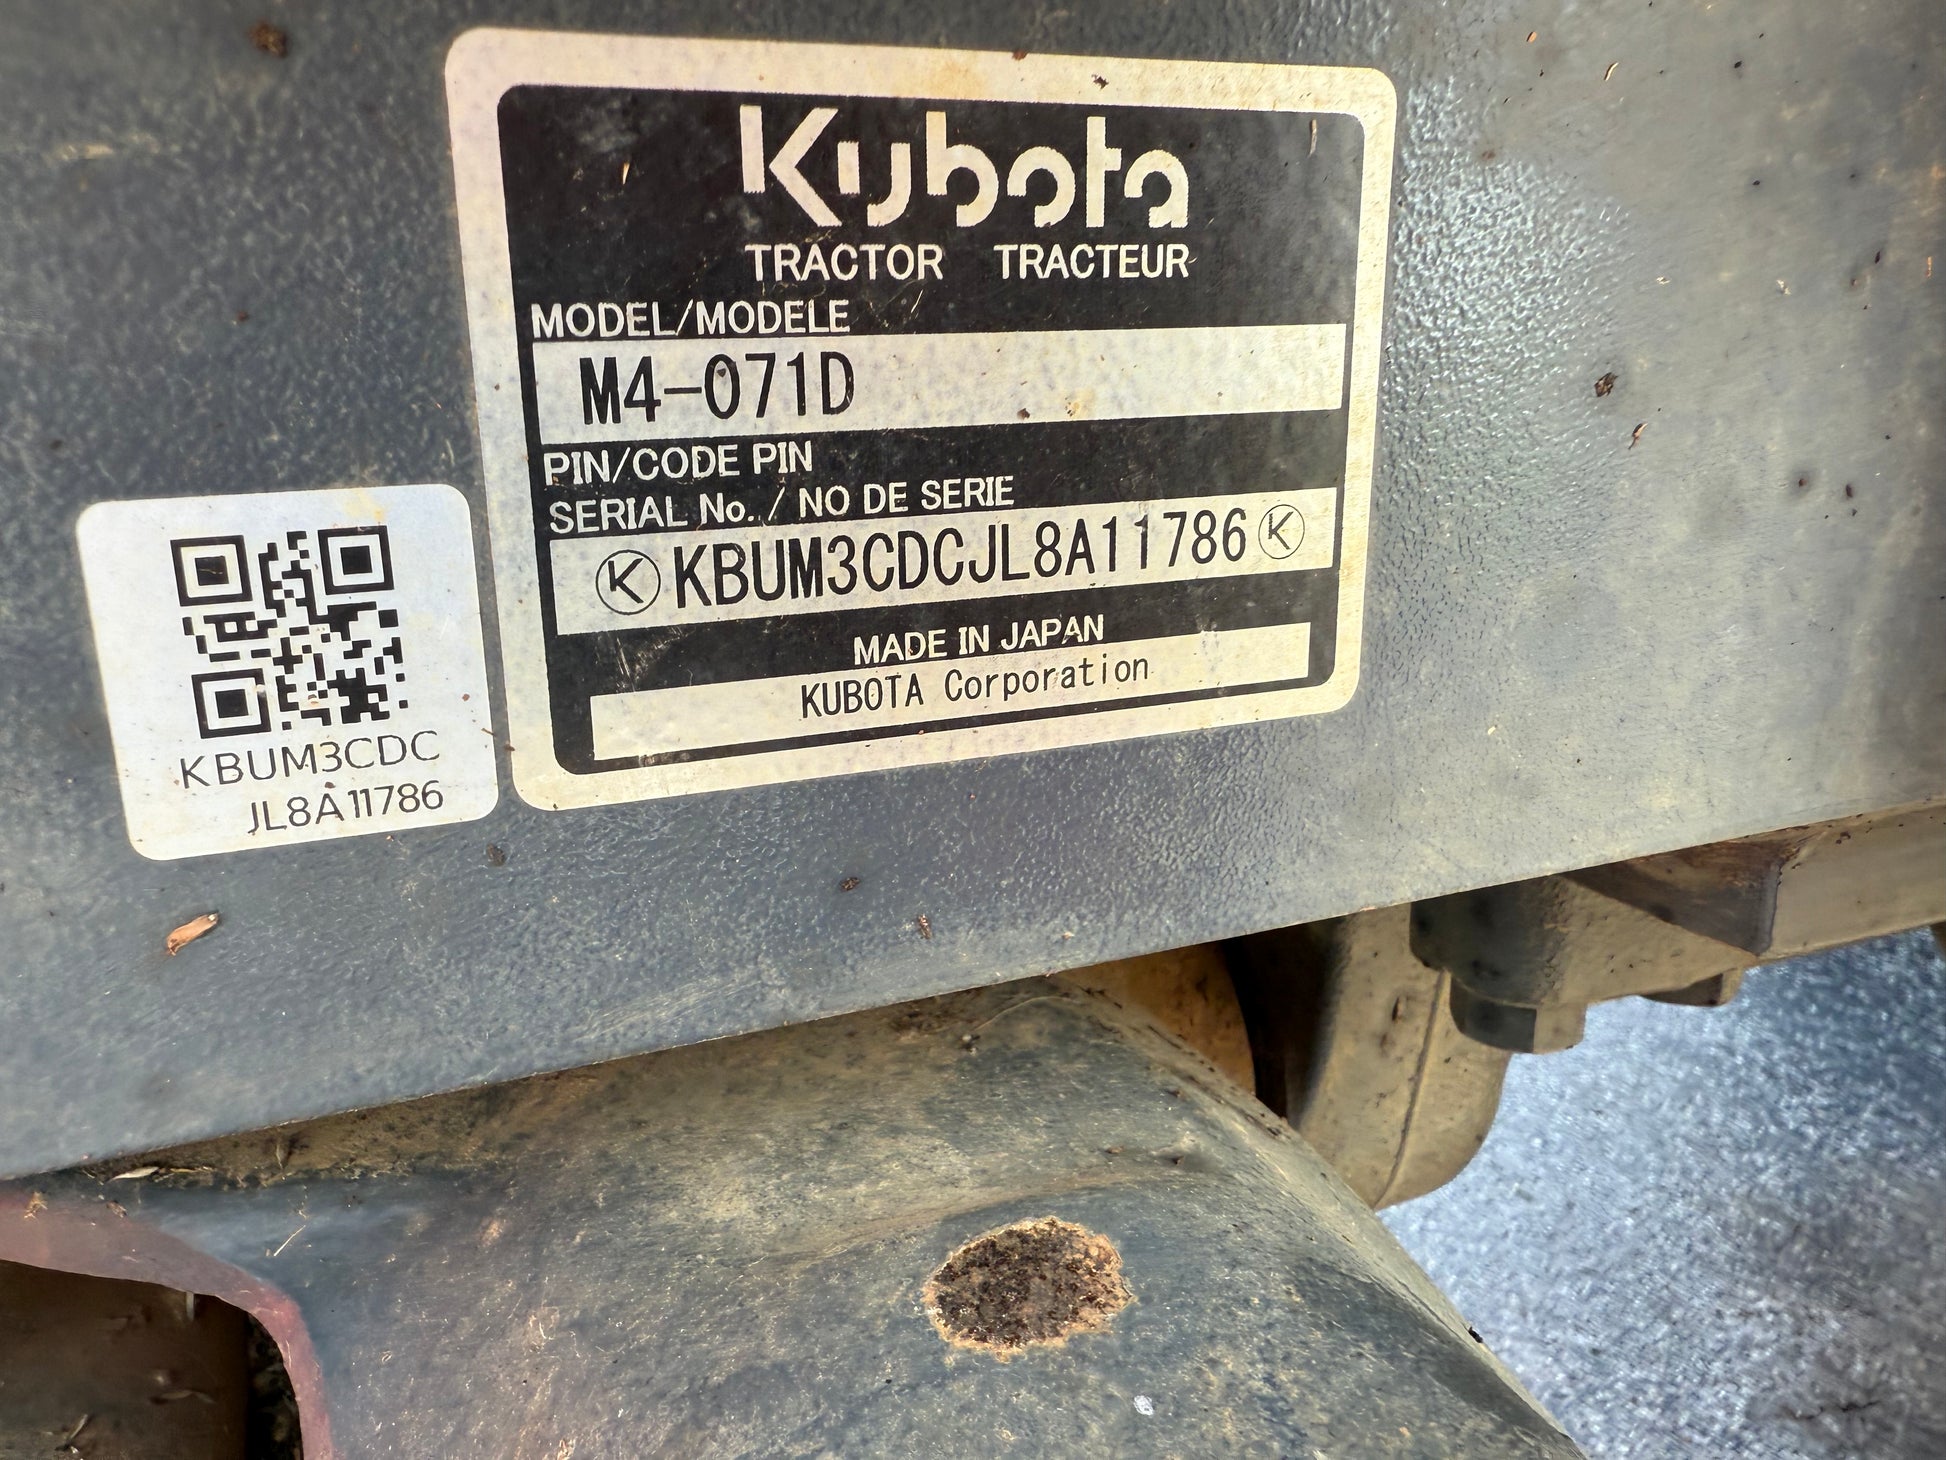 Kubota
TRACTOR TRACTEUR
MODEL/MODELE
M4-071D
PIN/CODE PIN
SERIAL No. / NO DE SERIE
K KBUM3CDCJL8A11786 K
MADE IN JAPAN
KUBOTA Corporation
KBUM3CDC
JL8A11786